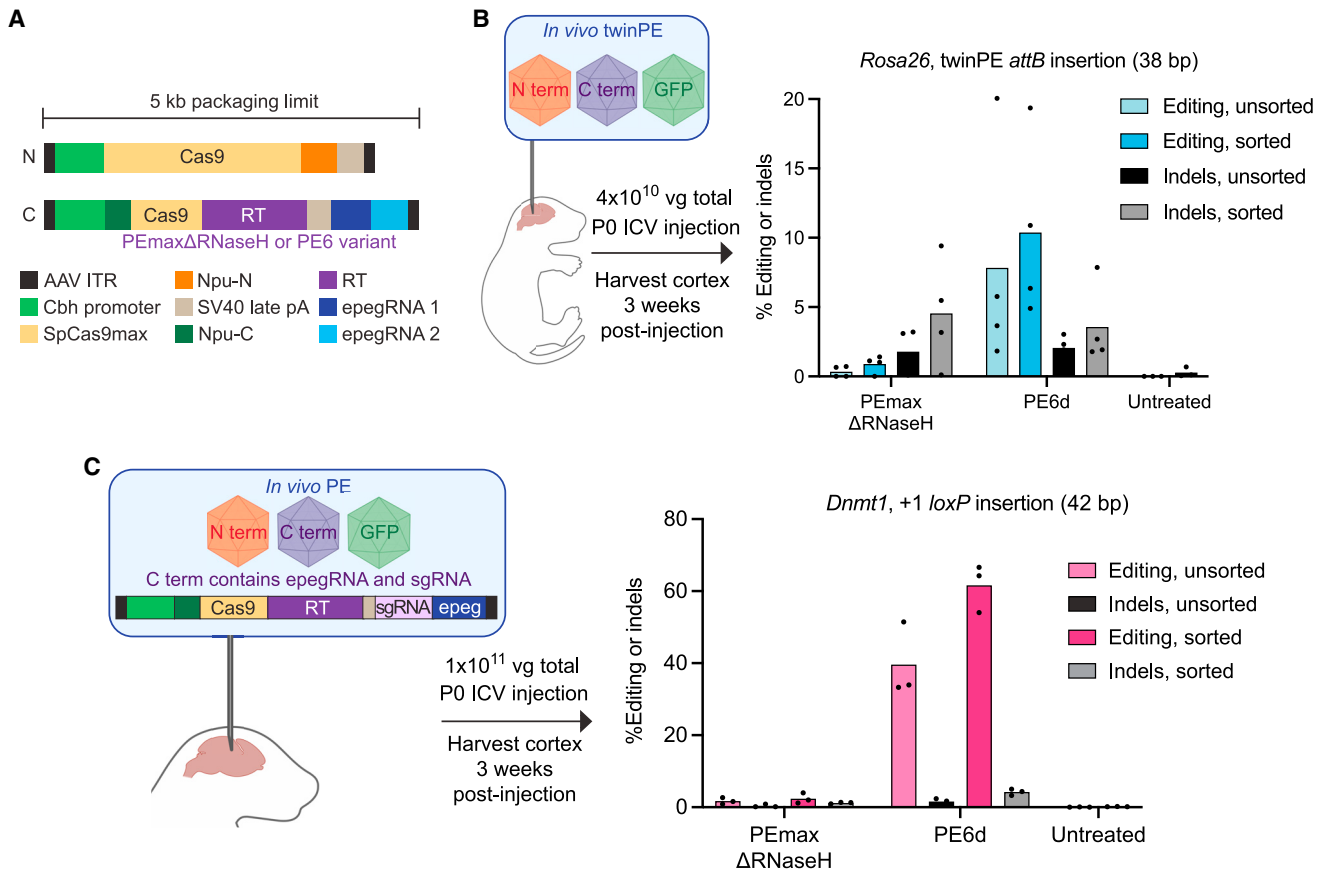 A
5 kb packaging limit
N
Cas9
C
Cas9
RT
PEmaxΔRNaseH or PE6 variant
AAV ITR
Npu-N
RT
Cbh promoter
SV40 late pA
epegRNA 1
SpCas9max
Npu-C
epegRNA 2
B
In vivo twinPE
N term
C term
GFP
4x10¹⁰ vg total
P0 ICV injection
Harvest cortex
3 weeks
post-injection
Rosa26, twinPE attB insertion (38 bp)
% Editing or indels
20
15
10
5
0
PEmax
ΔRNaseH
PE6d
Untreated
Editing, unsorted
Editing, sorted
Indels, unsorted
Indels, sorted
C
In vivo PE
N term
C term
GFP
C term contains epegRNA and sgRNA
Cas9
RT
sgRNA
epeg
1x10¹¹ vg total
P0 ICV injection
Harvest cortex
3 weeks
post-injection
Dnmt1, +1 loxP insertion (42 bp)
%Editing or indels
80
60
40
20
0
PEmax
ΔRNaseH
PE6d
Untreated
Editing, unsorted
Indels, unsorted
Editing, sorted
Indels, sorted